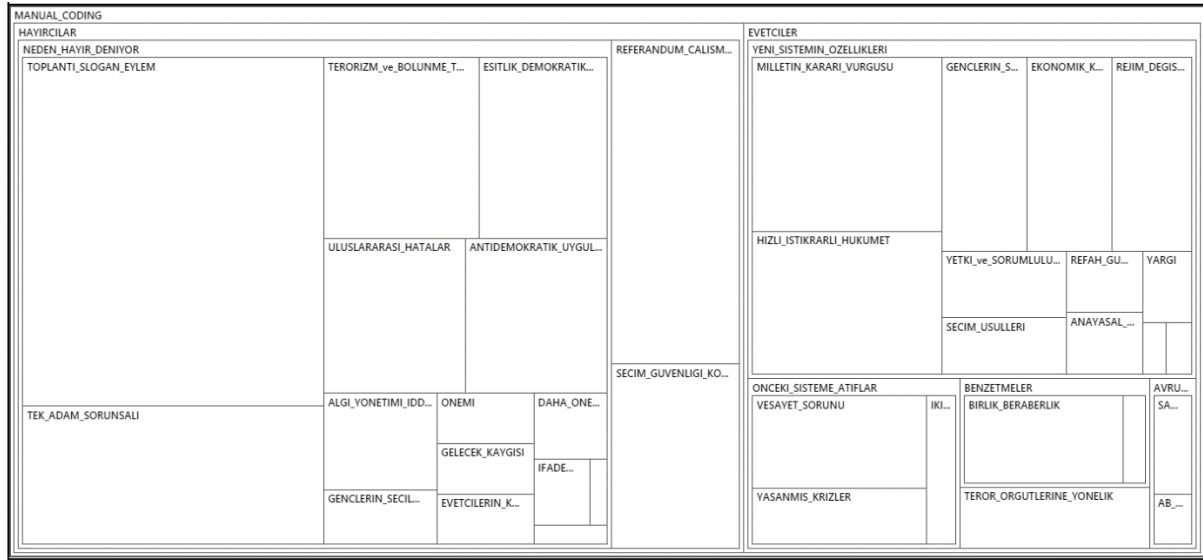 MANUAL_CODING
HAYIRCILAR
NEDEN_HAYIR_DENIYOR
TOPLANTI_SLOGAN_EYLEM
TERORIZM_ve_BOLUNME_T...
ESITLIK_DEMOKRATIK...
ULUSLARARASI_HATALAR
ANTIDEMOKRATIK_UYGUL...
TEK_ADAM_SORUNSALI
ALGI_YONETIMI_IDD...
ONEMI
DAHA_ONE...
GELECEK_KAYGISI
IFADE...
GENCLERIN_SECIL...
EVETCILERIN_K...
REFERANDUM_CALISM...
SECIM_GUVENLIGI_KO...
EVETCILER
YENI_SISTEMIN_OZELLIKLERI
MILLETIN_KARARI_VURGUSU
GENCLERIN_S...
EKONOMIK_K...
REJIM_DEGIS...
HIZLI_ISTIKRARLI_HUKUMET
YETKI_ve_SORUMLULU...
REFAH_GU...
YARGI
SECIM_USULLERI
ANAYASAL_...
ONCEKI_SISTEME_ATIFLAR
VESAYET_SORUNU
IKI...
YASANMIS_KRIZLER
BENZETMELER
BIRLIK_BERABERLIK
TEROR_ORGUTLERINE_YONELIK
AVRU...
SA...
AB_...